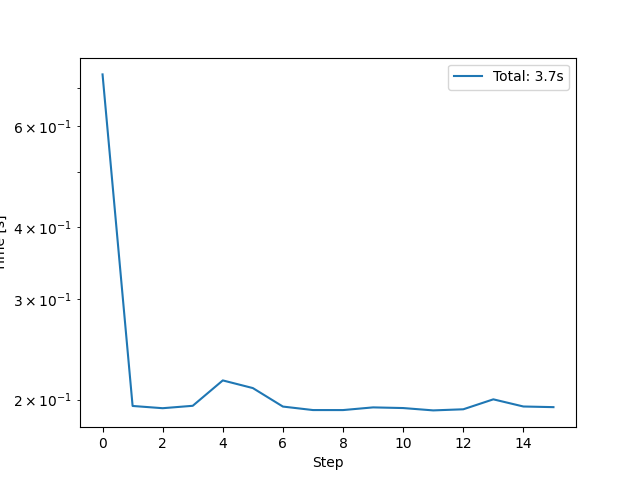 Total: 3.7s
6 × 10⁻¹
4 × 10⁻¹
3 × 10⁻¹
2 × 10⁻¹
[s]
0 2 4 6 8 10 12 14
Step